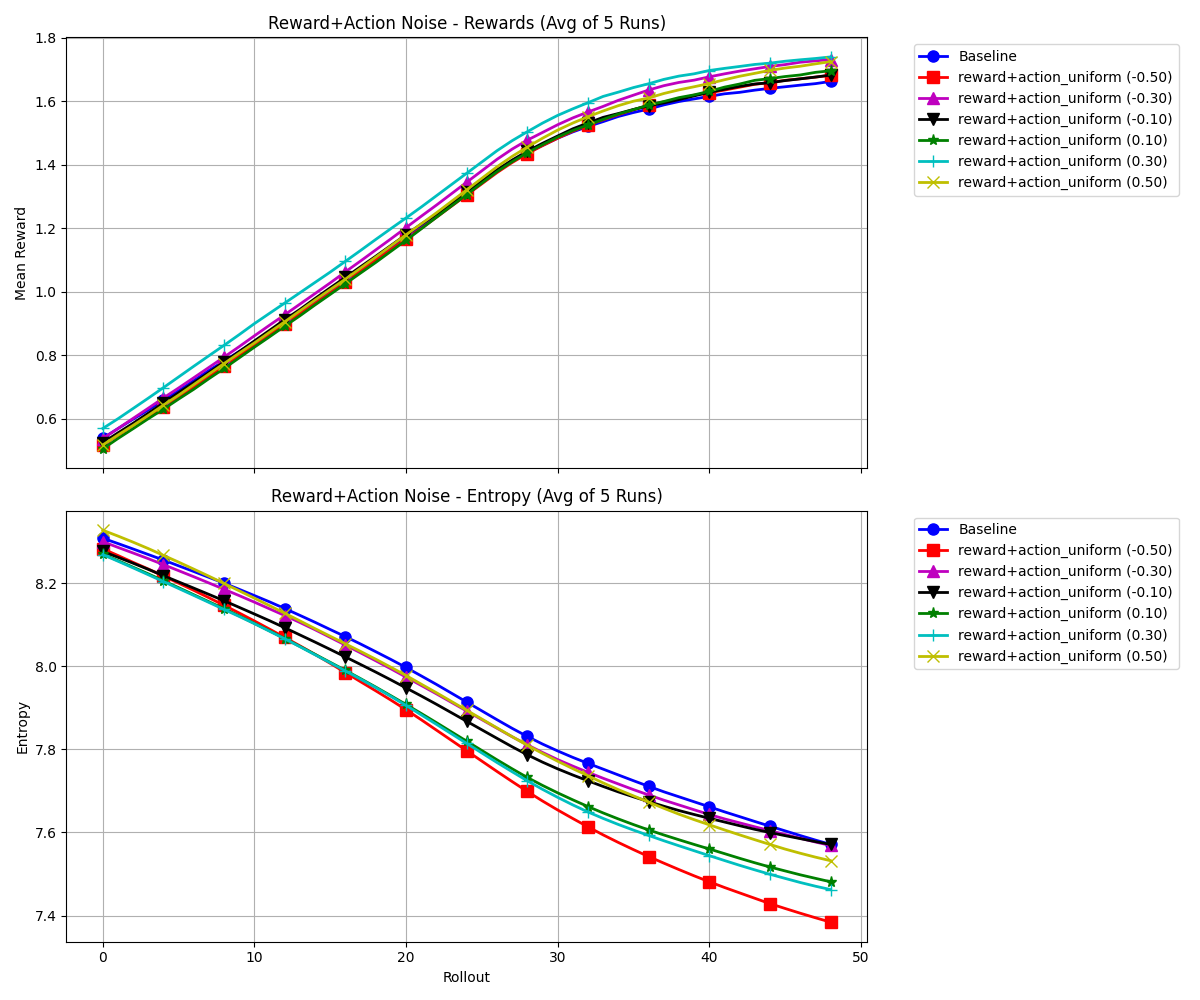 Reward+Action Noise - Rewards (Avg of 5 Runs)
1.8
1.6
1.4
1.2
1.0
0.8
0.6
Mean Reward
Baseline
reward+action_uniform (-0.50)
reward+action_uniform (-0.30)
reward+action_uniform (-0.10)
reward+action_uniform (0.10)
reward+action_uniform (0.30)
reward+action_uniform (0.50)
Reward+Action Noise - Entropy (Avg of 5 Runs)
8.2
8.0
7.8
7.6
7.4
Entropy
0 10 20 30 40 50
Rollout
Baseline
reward+action_uniform (-0.50)
reward+action_uniform (-0.30)
reward+action_uniform (-0.10)
reward+action_uniform (0.10)
reward+action_uniform (0.30)
reward+action_uniform (0.50)